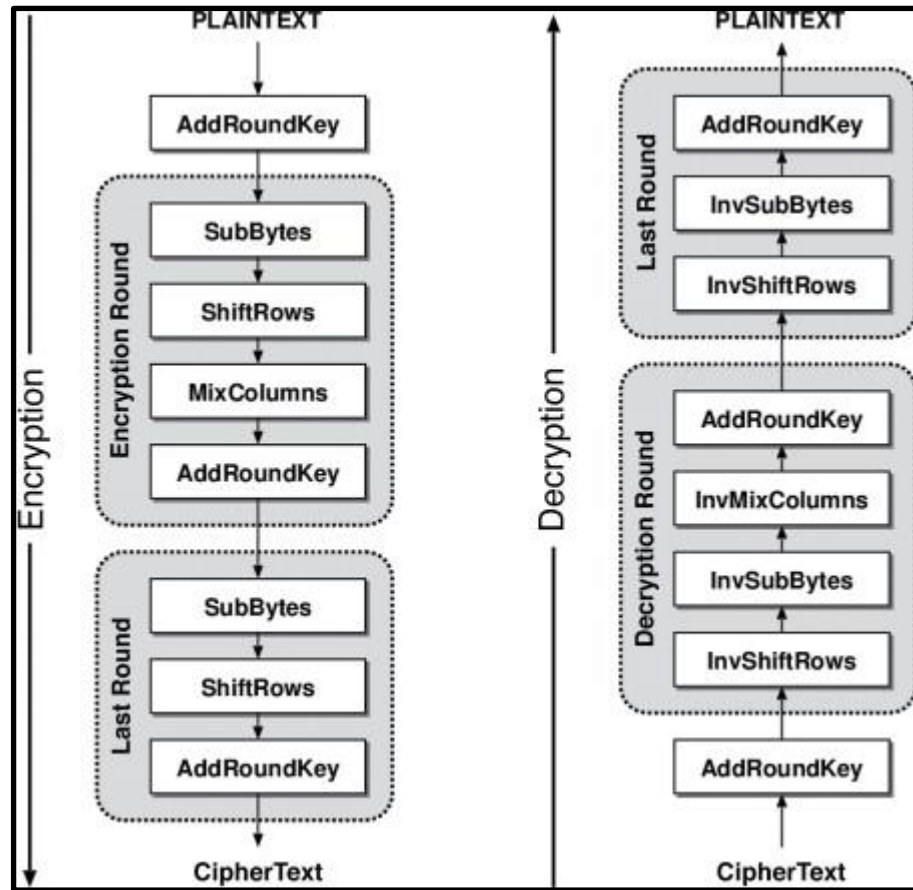 PLAINTEXT
AddRoundKey
SubBytes
ShiftRows
MixColumns
AddRoundKey
Encryption Round
SubBytes
ShiftRows
AddRoundKey
Last Round
CipherText
Encryption
PLAINTEXT
AddRoundKey
InvSubBytes
InvShiftRows
Last Round
AddRoundKey
InvMixColumns
InvSubBytes
InvShiftRows
Decryption Round
AddRoundKey
CipherText
Decryption